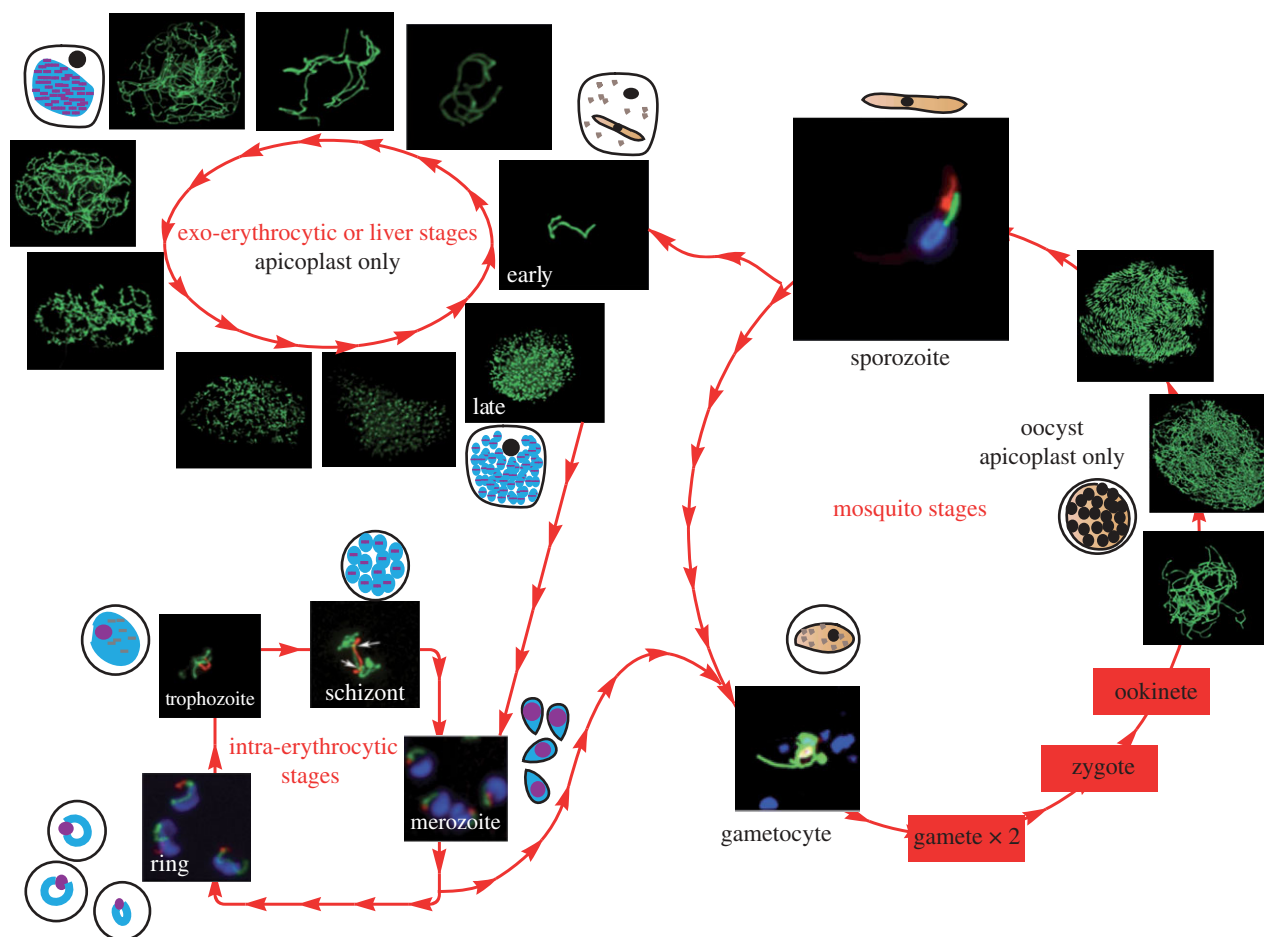 exo-erythrocytic or liver stages
apicoplast only
early
late
sporozoite
oocyst
apicoplast only
mosquito stages
trophozoite
schizont
intra-erythrocytic
stages
ring
merozoite
gametocyte
gamete × 2
zygote
ookinete